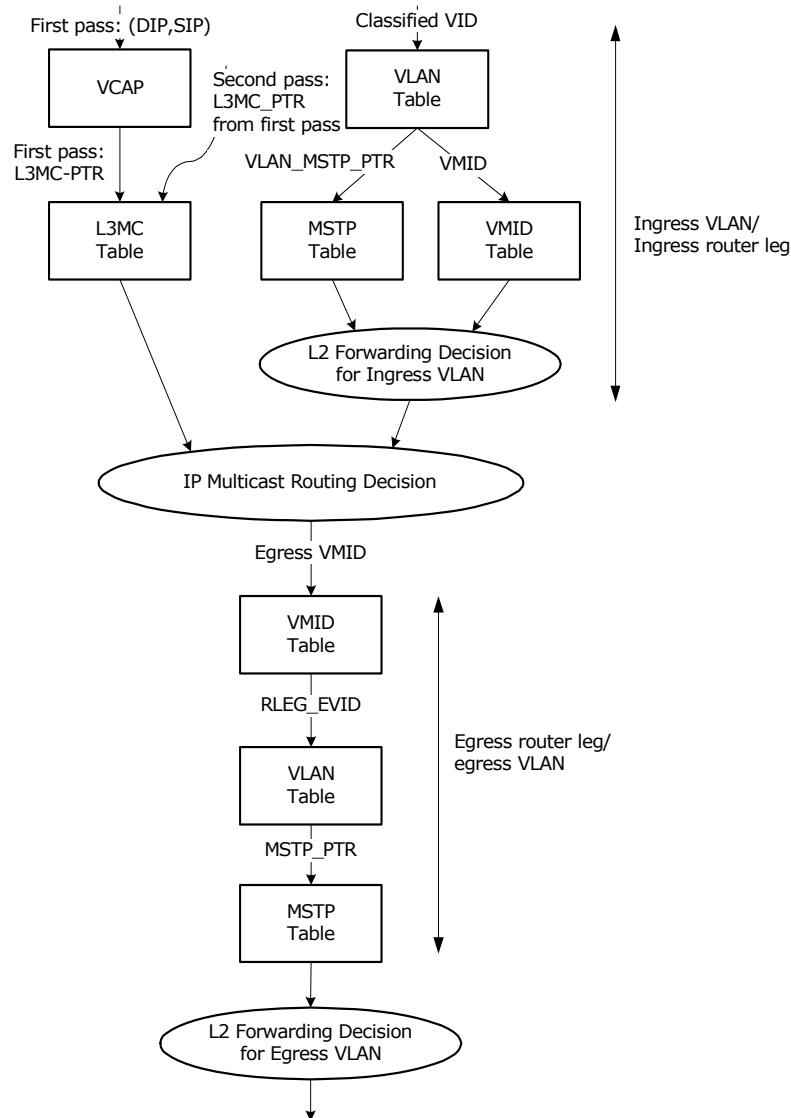 First pass: (DIP,SIP)
Classified VID
VCAP
Second pass:
L3MC_PTR
from first pass
VLAN
Table
First pass:
L3MC-PTR
VLAN_MSTP_PTR
VMID
L3MC
Table
MSTP
Table
VMID
Table
Ingress VLAN/
Ingress router leg
L2 Forwarding Decision
for Ingress VLAN
IP Multicast Routing Decision
Egress VMID
VMID
Table
RLEG_EVID
Egress router leg/
egress VLAN
VLAN
Table
MSTP_PTR
MSTP
Table
L2 Forwarding Decision
for Egress VLAN